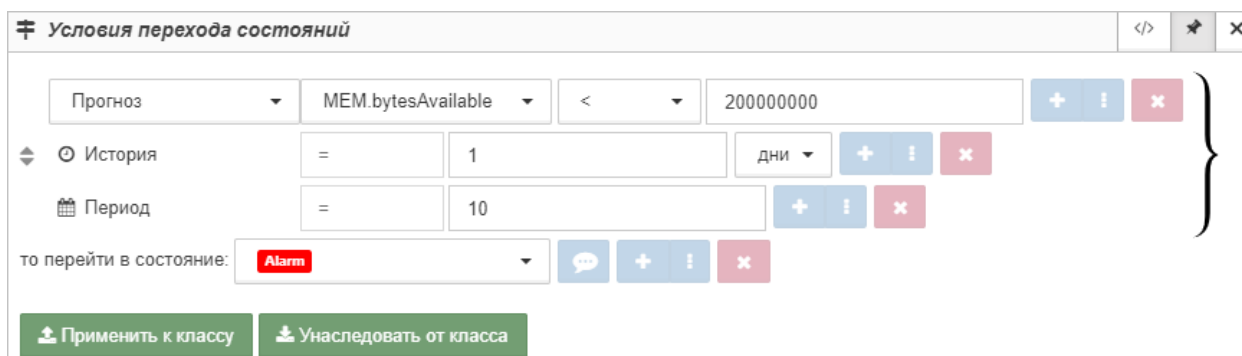 Условия перехода состояний </>
Прогноз MEM.bytesAvailable < 200000000
История = 1 дни
Период = 10
то перейти в состояние: Alarm
Применить к классу Унаследовать от класса